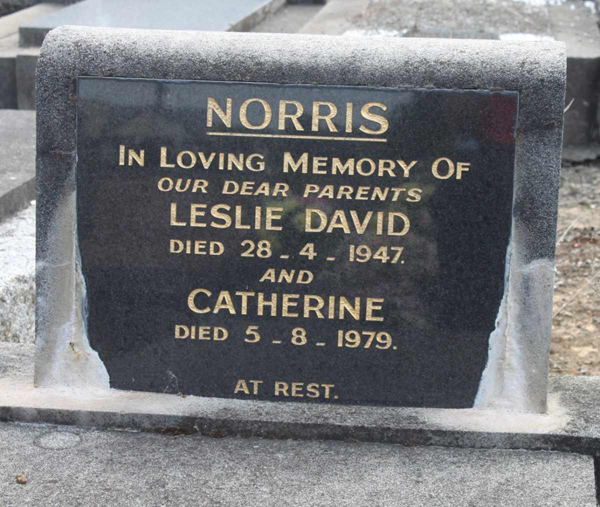 NORRIS
IN LOVING MEMORY OF
OUR DEAR PARENTS
LESLIE DAVID
DIED 28 - 4 - 1947.
AND
CATHERINE
DIED 5 - 8 - 1979.
AT REST.